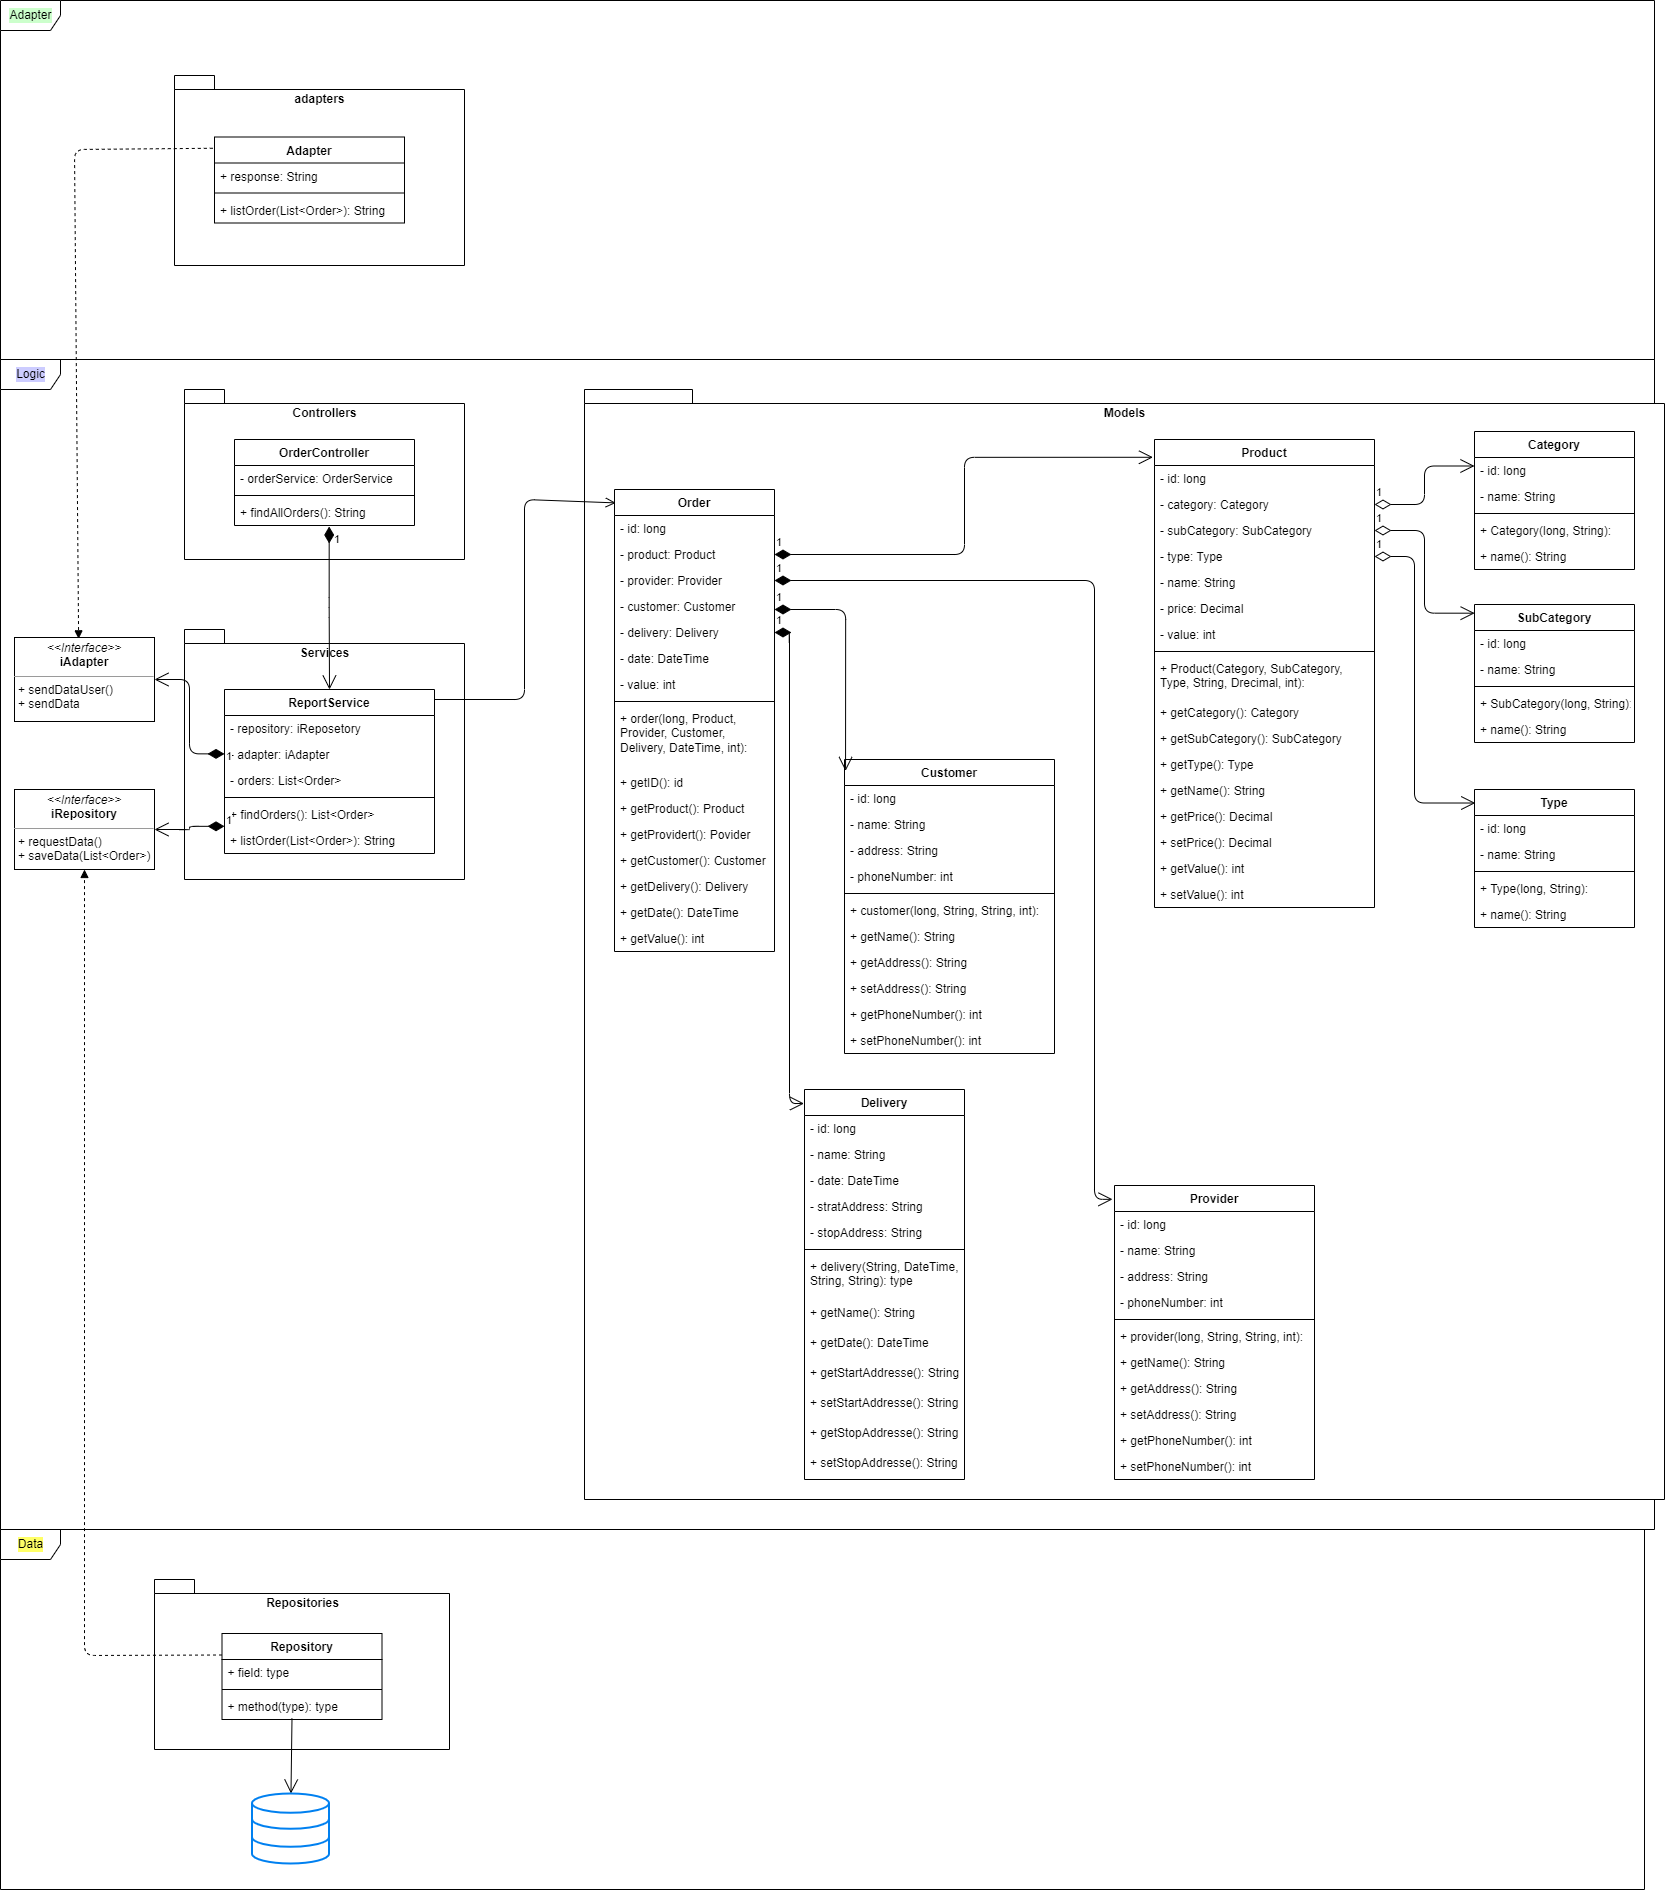 Adapter
adapters
Adapter
+ response: String
+ listOrder(List<Order>): String
Logic
Controllers
OrderController
- orderService: OrderService
+ findAllOrders(): String
1
<<Interface>>
iAdapter
+ sendDataUser()
+ sendData
<<Interface>>
iRepository
+ requestData()
+ saveData(List<Order>)
Services
ReportService
- repository: iReposetory
- adapter: iAdapter
- orders: List<Order>
+ findOrders(): List<Order>
+ listOrder(List<Order>): String
1
1
Models
Order
- id: long
- product: Product
- provider: Provider
- customer: Customer
- delivery: Delivery
- date: DateTime
- value: int
+ order(long, Product,
Provider, Customer,
Delivery, DateTime, int):
+ getID(): id
+ getProduct(): Product
+ getProvidert(): Povider
+ getCustomer(): Customer
+ getDelivery(): Delivery
+ getDate(): DateTime
+ getValue(): int
1
1
1
1
Product
- id: long
- category: Category
- subCategory: SubCategory
- type: Type
- name: String
- price: Decimal
- value: int
+ Product(Category, SubCategory,
Type, String, Drecimal, int):
+ getCategory(): Category
+ getSubCategory(): SubCategory
+ getType(): Type
+ getName(): String
+ getPrice(): Decimal
+ setPrice(): Decimal
+ getValue(): int
+ setValue(): int
1
1
1
Category
- id: long
- name: String
+ Category(long, String):
+ name(): String
SubCategory
- id: long
- name: String
+ SubCategory(long, String):
+ name(): String
Type
- id: long
- name: String
+ Type(long, String):
+ name(): String
Customer
- id: long
- name: String
- address: String
- phoneNumber: int
+ customer(long, String, String, int):
+ getName(): String
+ getAddress(): String
+ setAddress(): String
+ getPhoneNumber(): int
+ setPhoneNumber(): int
Delivery
- id: long
- name: String
- date: DateTime
- stratAddress: String
- stopAddress: String
+ delivery(String, DateTime,
String, String): type
+ getName(): String
+ getDate(): DateTime
+ getStartAddresse(): String
+ setStartAddresse(): String
+ getStopAddresse(): String
+ setStopAddresse(): String
Provider
- id: long
- name: String
- address: String
- phoneNumber: int
+ provider(long, String, String, int):
+ getName(): String
+ getAddress(): String
+ setAddress(): String
+ getPhoneNumber(): int
+ setPhoneNumber(): int
Data
Repositories
Repository
+ field: type
+ method(type): type